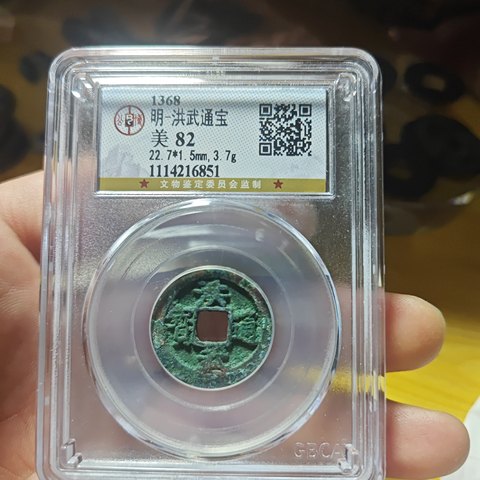 1368
明-洪武通宝
美 82
22.7*1.5mm, 3.7g
1114216851
★ 文物鉴定委员会监制 ★
GBCA